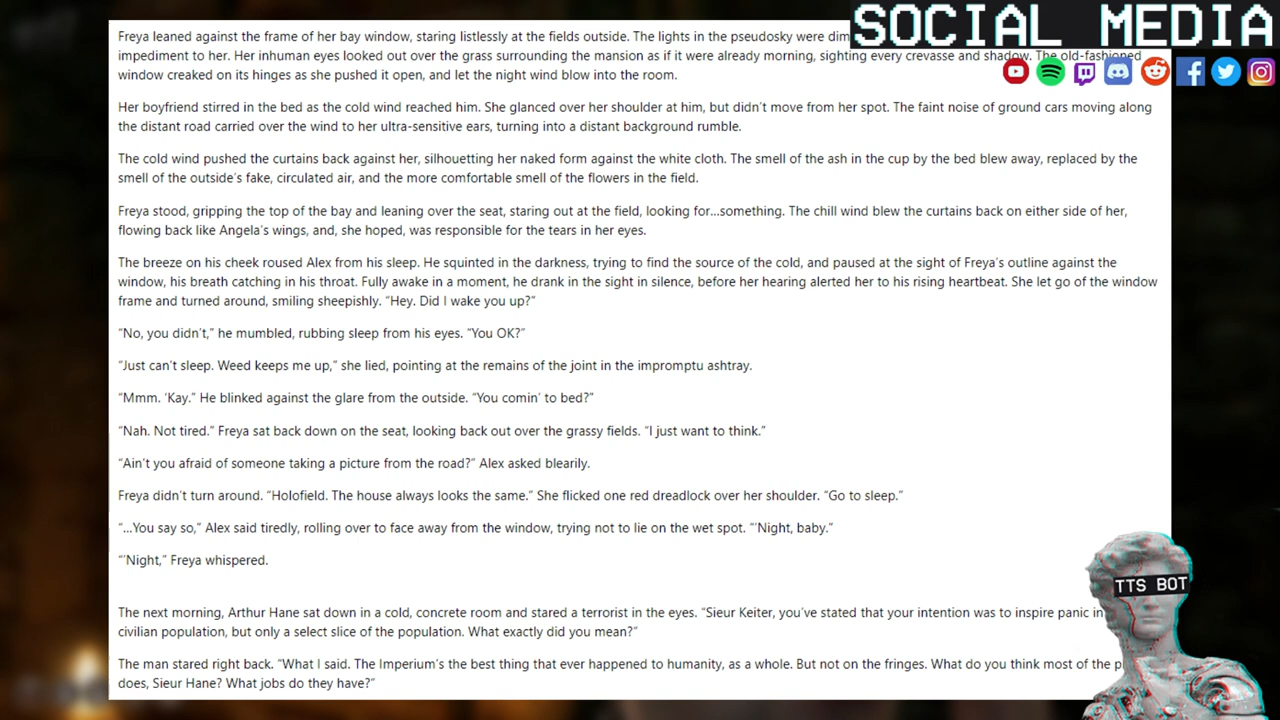 SOCIAL MEDIA
Freya leaned against the frame of her bay window, staring listlessly at the fields outside. The lights in the pseudosky were dim
impediment to her. Her inhuman eyes looked out over the grass surrounding the mansion as if it were already morning, sighting every crevasse and shadow. The old-fashioned
window creaked on its hinges as she pushed it open, and let the night wind blow into the room.
Her boyfriend stirred in the bed as the cold wind reached him. She glanced over her shoulder at him, but didn’t move from her spot. The faint noise of ground cars moving along
the distant road carried over the wind to her ultra-sensitive ears, turning into a distant background rumble.
The cold wind pushed the curtains back against her, silhouetting her naked form against the white cloth. The smell of the ash in the cup by the bed blew away, replaced by the
smell of the outside’s fake, circulated air, and the more comfortable smell of the flowers in the field.
Freya stood, gripping the top of the bay and leaning over the seat, staring out at the field, looking for…something. The chill wind blew the curtains back on either side of her,
flowing back like Angela’s wings, and, she hoped, was responsible for the tears in her eyes.
The breeze on his cheek roused Alex from his sleep. He squinted in the darkness, trying to find the source of the cold, and paused at the sight of Freya’s outline against the
window, his breath catching in his throat. Fully awake in a moment, he drank in the sight in silence, before her hearing alerted her to his rising heartbeat. She let go of the window
frame and turned around, smiling sheepishly. “Hey. Did I wake you up?”
“No, you didn’t,” he mumbled, rubbing sleep from his eyes. “You OK?”
“Just can’t sleep. Weed keeps me up,” she lied, pointing at the remains of the joint in the impromptu ashtray.
“Mmm. ‘Kay.” He blinked against the glare from the outside. “You comin’ to bed?”
“Nah. Not tired.” Freya sat back down on the seat, looking back out over the grassy fields. “I just want to think.”
“Ain’t you afraid of someone taking a picture from the road?” Alex asked blearily.
Freya didn’t turn around. “Holofield. The house always looks the same.” She flicked one red dreadlock over her shoulder. “Go to sleep.”
“…You say so,” Alex said tiredly, rolling over to face away from the window, trying not to lie on the wet spot. “’Night, baby.”
“’Night,” Freya whispered.
The next morning, Arthur Hane sat down in a cold, concrete room and stared a terrorist in the eyes. “Sieur Keiter, you’ve stated that your intention was to inspire panic in
civilian population, but only a select slice of the population. What exactly did you mean?”
The man stared right back. “What I said. The Imperium’s the best thing that ever happened to humanity, as a whole. But not on the fringes. What do you think most of the p
does, Sieur Hane? What jobs do they have?”
TTS BOT